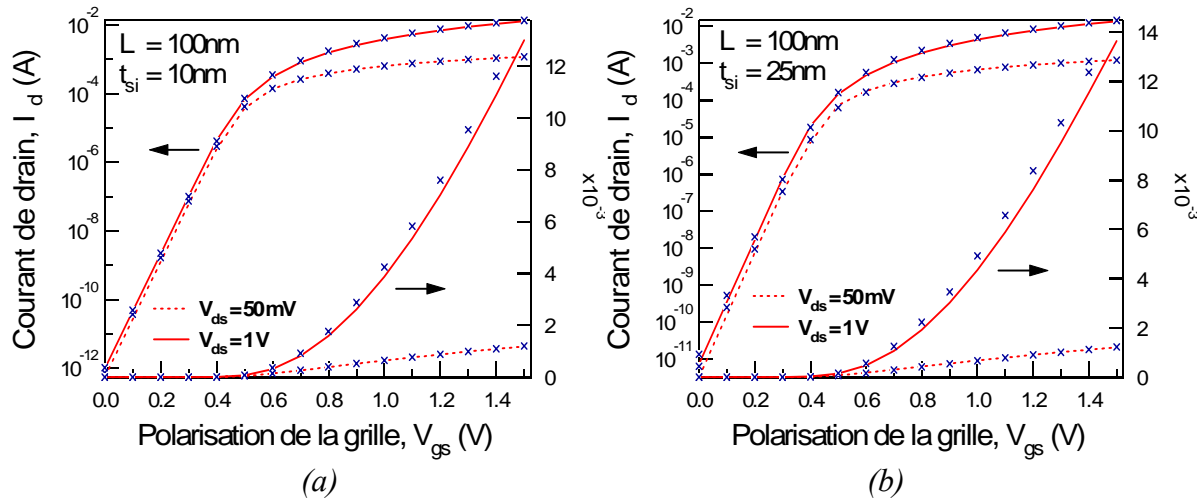 10⁻²
10⁻⁴
10⁻⁶
10⁻⁸
10⁻¹⁰
10⁻¹²
Courant de drain, I_d (A)
L = 100nm
t_si = 10nm
V_ds = 50mV
V_ds = 1V
12
10
8
6
4
2
0
x10⁻³
0.0 0.2 0.4 0.6 0.8 1.0 1.2 1.4
Polarisation de la grille, V_gs (V)
(a)
10⁻²
10⁻³
10⁻⁴
10⁻⁵
10⁻⁶
10⁻⁷
10⁻⁸
10⁻⁹
10⁻¹⁰
10⁻¹¹
Courant de drain, I_d (A)
L = 100nm
t_si = 25nm
V_ds = 50mV
V_ds = 1V
14
12
10
8
6
4
2
0
x10⁻³
0.0 0.2 0.4 0.6 0.8 1.0 1.2 1.4
Polarisation de la grille, V_gs (V)
(b)